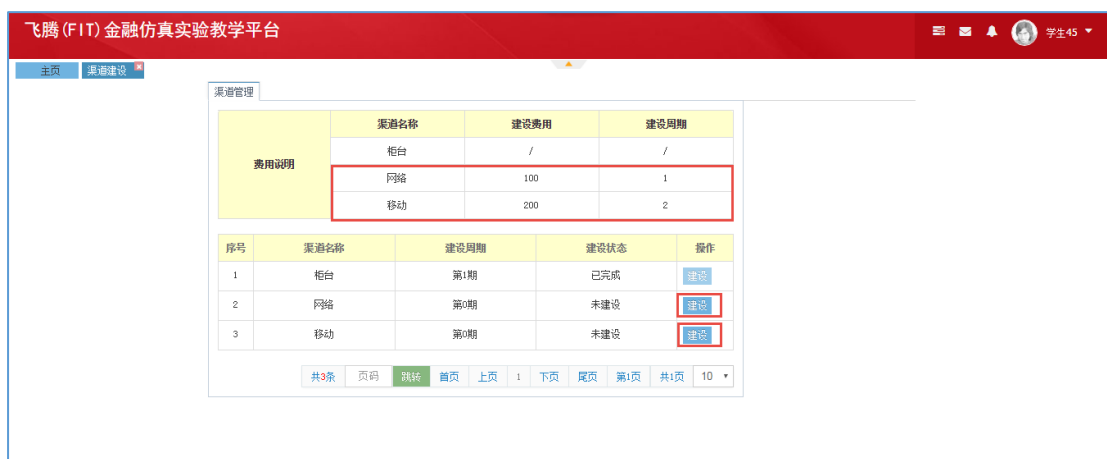 飞腾(FIT)金融仿真实验教学平台
学生45
主页 渠道建设
渠道管理
费用说明 渠道名称 建设费用 建设周期
柜台 / /
网络 100 1
移动 200 2
序号 渠道名称 建设周期 建设状态 操作
1 柜台 第1期 已完成 建设
2 网络 第0期 未建设 建设
3 移动 第0期 未建设 建设
共3条 页码 跳转 首页 上页 1 下页 尾页 第1页 共1页 10